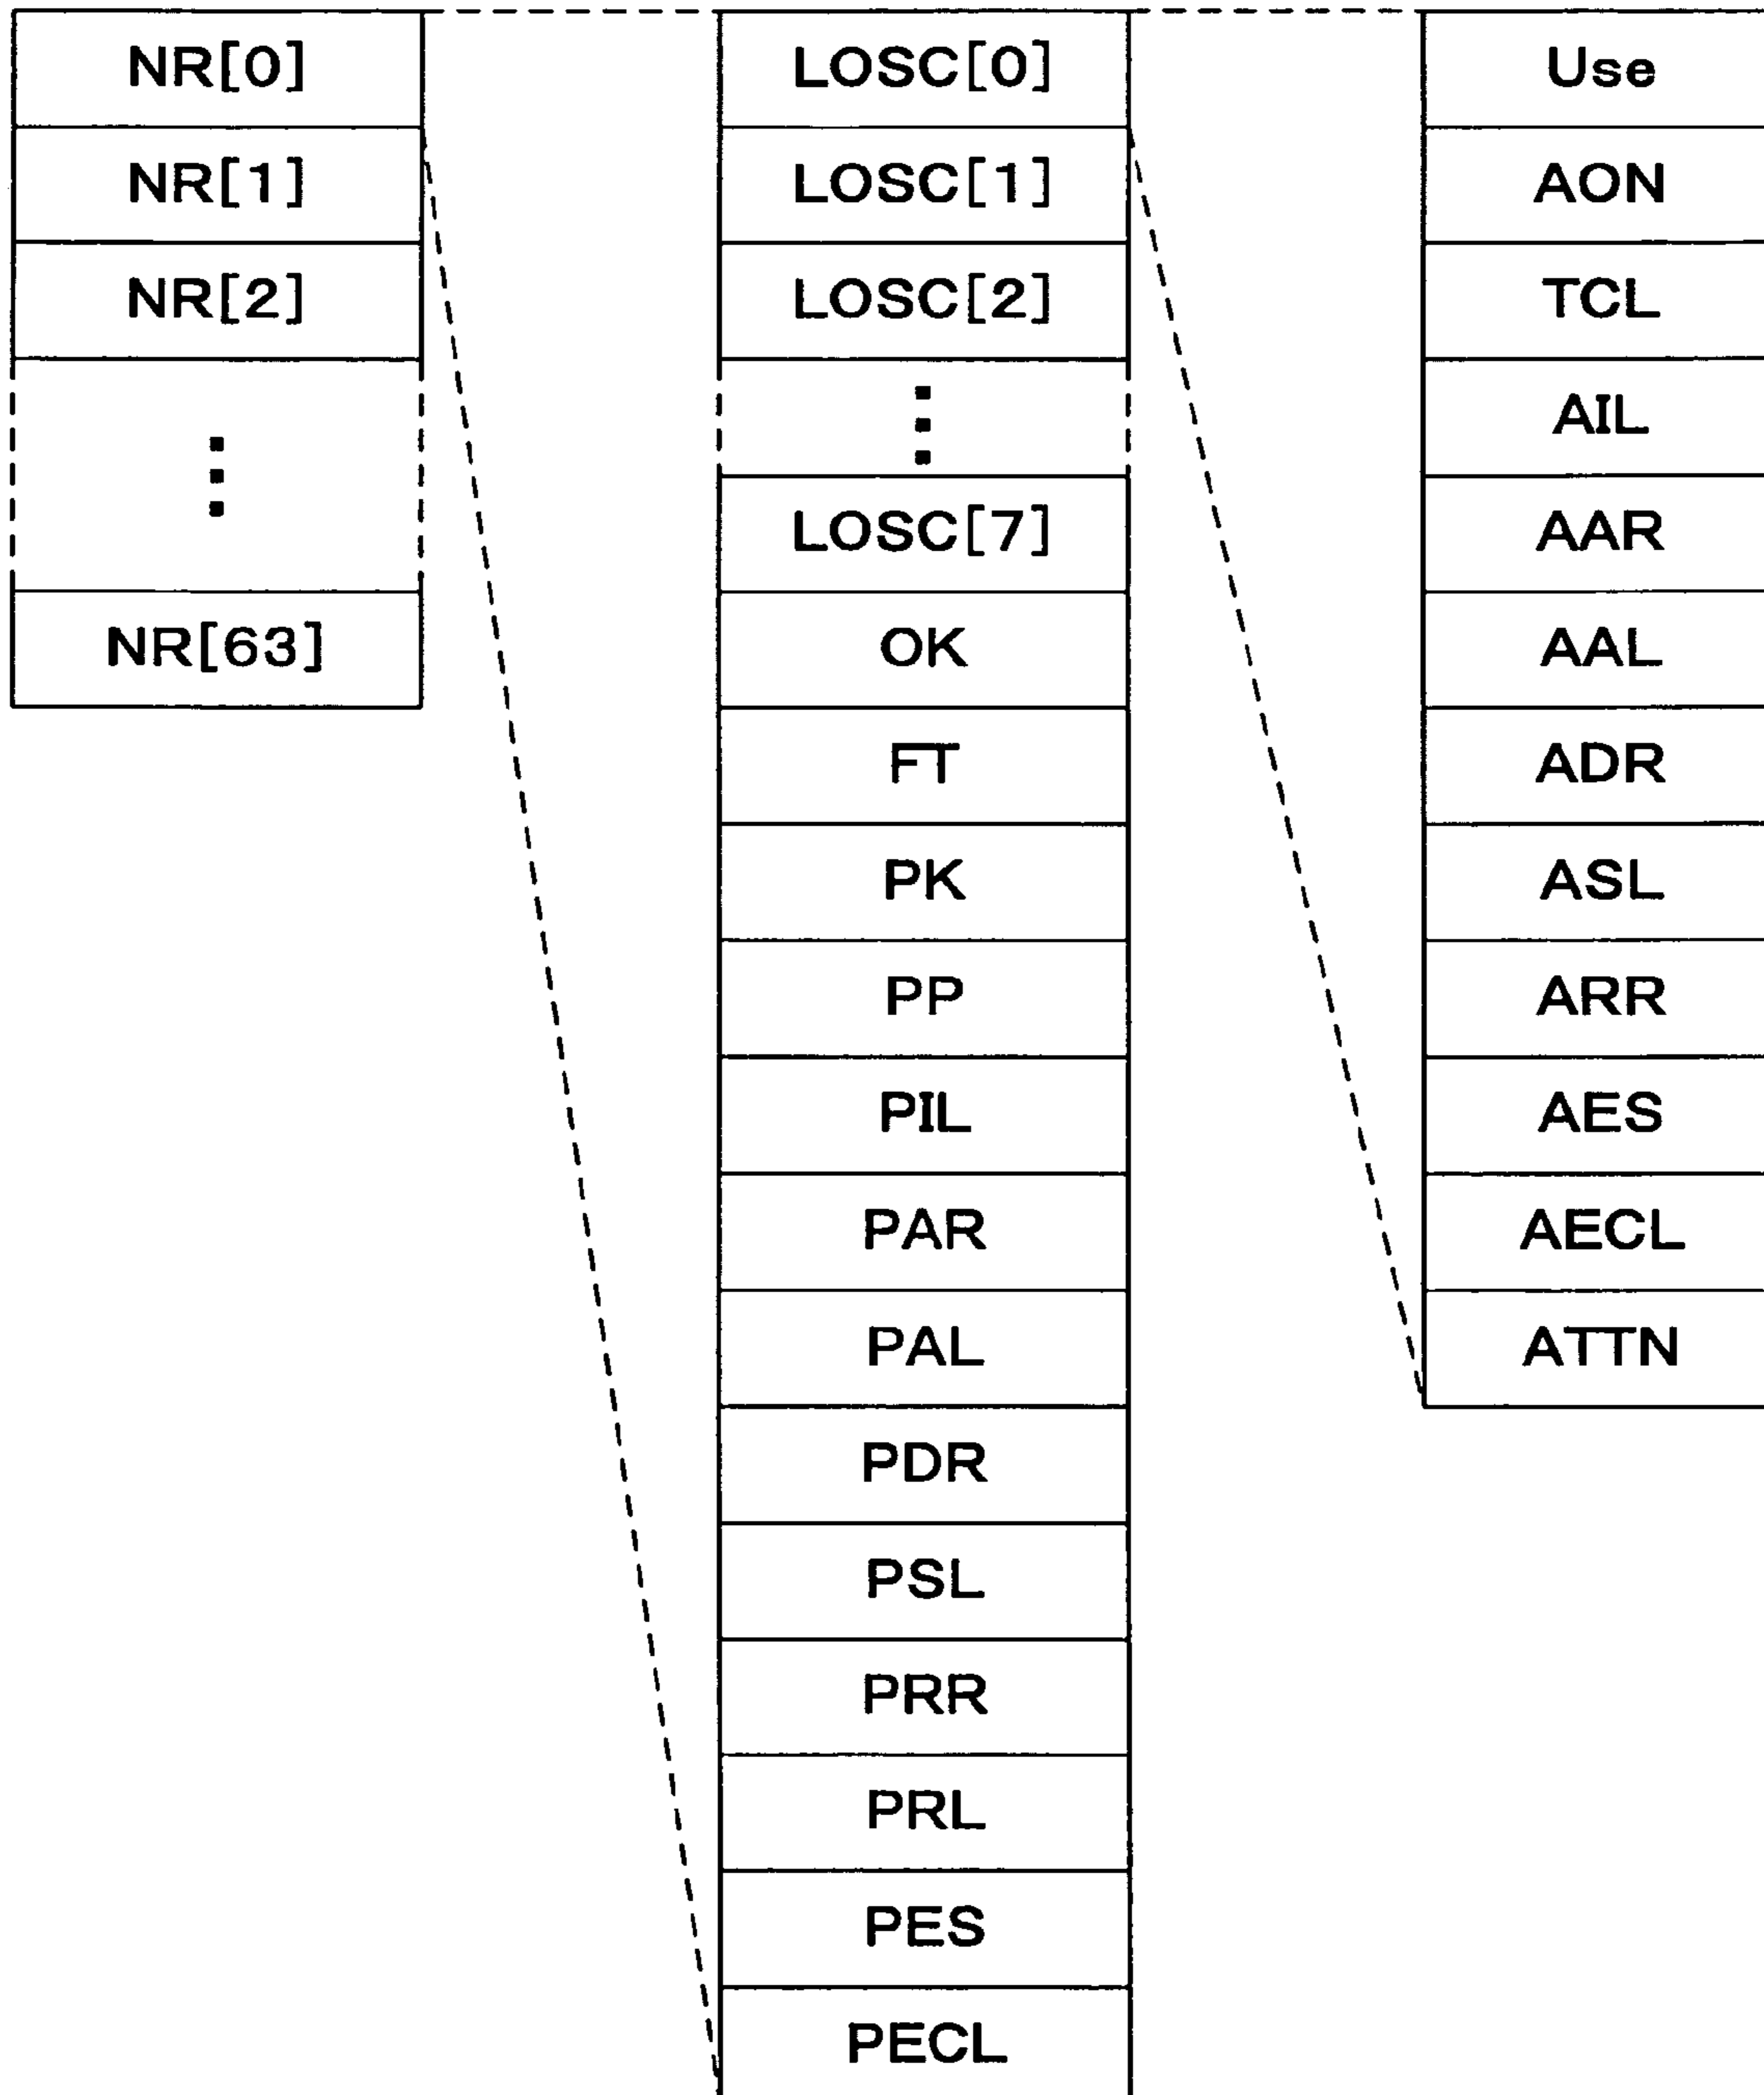 NR[0]
NR[1]
NR[2]
⋮
NR[63]
LOSC[0]
LOSC[1]
LOSC[2]
⋮
LOSC[7]
OK
FT
PK
PP
PIL
PAR
PAL
PDR
PSL
PRR
PRL
PES
PECL
Use
AON
TCL
AIL
AAR
AAL
ADR
ASL
ARR
AES
AECL
ATTN